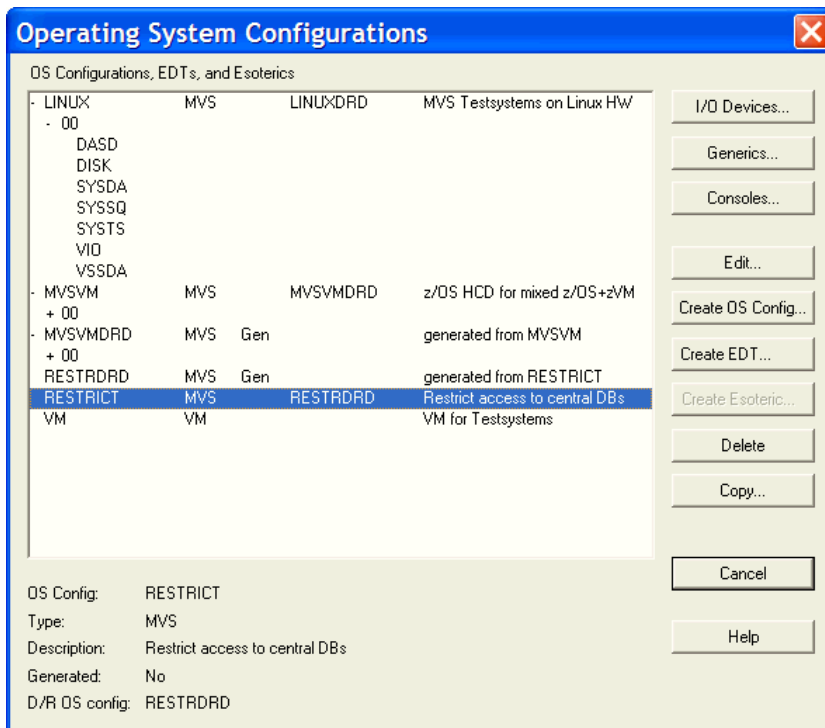 Operating System Configurations
OS Configurations, EDTs, and Esoterics
- LINUX MVS LINUXDRD MVS Testsystems on Linux HW
- 00
DASD
DISK
SYSDA
SYSSQ
SYSTS
VIO
VSSDA
- MVSVM MVS MVSVMDRD z/OS HCD for mixed z/OS+zVM
+ 00
- MVSVMDRD MVS Gen generated from MVSVM
+ 00
RESTRDRD MVS Gen generated from RESTRICT
RESTRICT MVS RESTRDRD Restrict access to central DBs
VM VM VM for Testsystems
I/O Devices...
Generics...
Consoles...
Edit...
Create OS Config...
Create EDT...
Create Esoteric...
Delete
Copy...
Cancel
Help
OS Config: RESTRICT
Type: MVS
Description: Restrict access to central DBs
Generated: No
D/R OS config: RESTRDRD